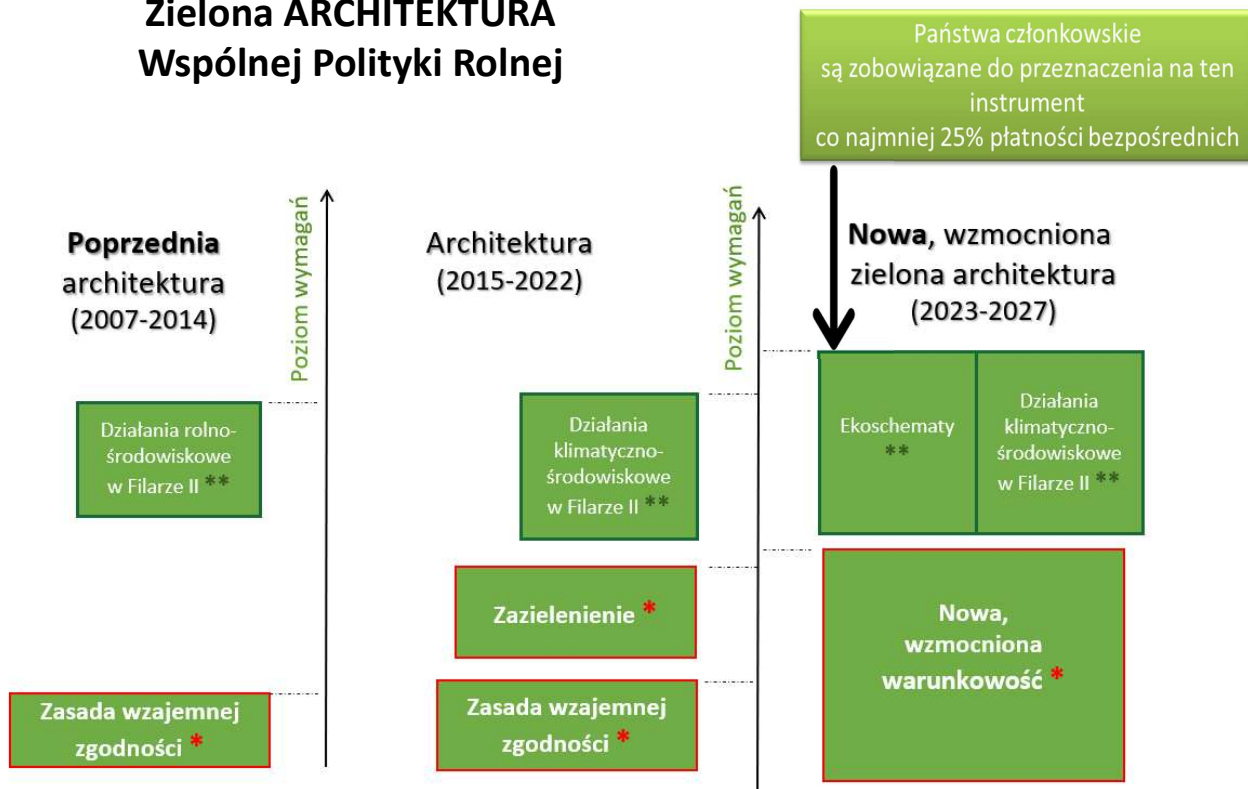 Zielona ARCHITEKTURA
Wspólnej Polityki Rolnej
Państwa członkowskie
są zobowiązane do przeznaczenia na ten
instrument
co najmniej 25% płatności bezpośrednich
Poprzednia
architektura
(2007-2014)
Poziom wymagań
Działania rolno-
środowiskowe
w Filarze II **
Zasada wzajemnej
zgodności *
Architektura
(2015-2022)
Poziom wymagań
Działania
klimatyczno-
środowiskowe
w Filarze II **
Zazielenienie *
Zasada wzajemnej
zgodności *
Nowa, wzmocniona
zielona architektura
(2023-2027)
Ekoschematy
**
Działania
klimatyczno-
środowiskowe
w Filarze II **
Nowa,
wzmocniona
warunkowość *